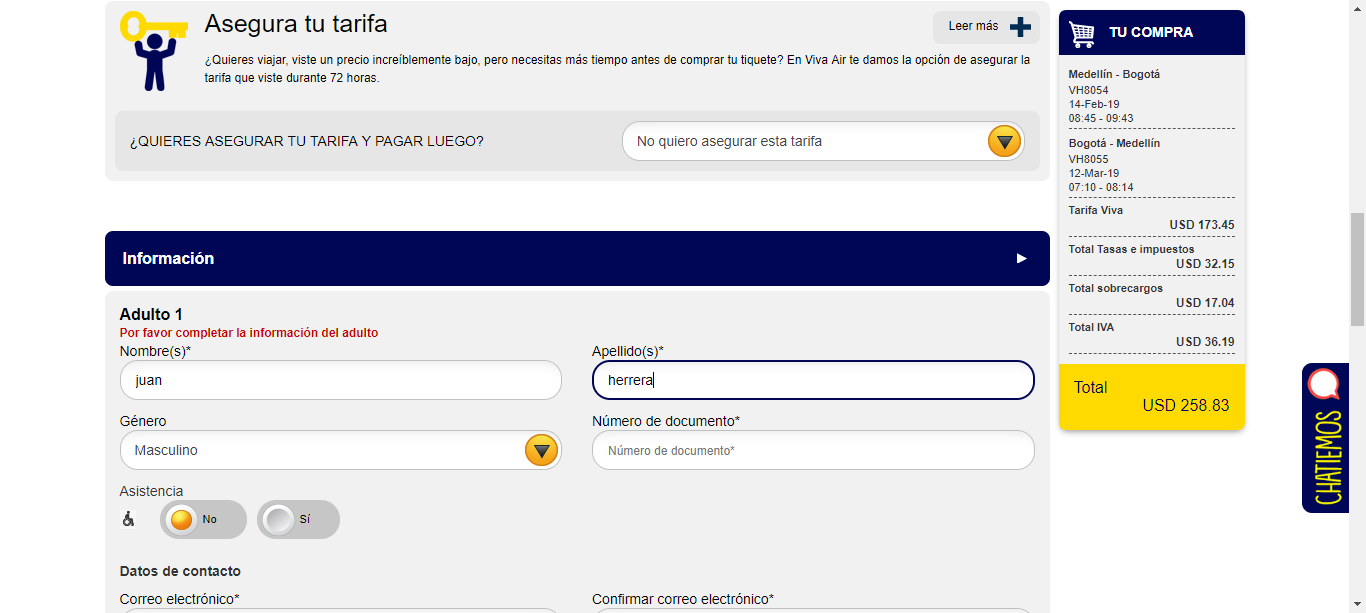 Asegura tu tarifa
Leer más
¿Quieres viajar, viste un precio increíblemente bajo, pero necesitas más tiempo antes de comprar tu tiquete? En Viva Air te damos la opción de asegurar la
tarifa que viste durante 72 horas.
¿QUIERES ASEGURAR TU TARIFA Y PAGAR LUEGO?
No quiero asegurar esta tarifa
Información
Adulto 1
Por favor completar la información del adulto
Nombre(s)*
Apellido(s)*
juan
herrera
Género
Número de documento*
Masculino
Número de documento*
Asistencia
No
Sí
Datos de contacto
Correo electrónico*
Confirmar correo electrónico*
TU COMPRA
Medellín - Bogotá
VH8054
14-Feb-19
08:45 - 09:43
Bogotá - Medellín
VH8055
12-Mar-19
07:10 - 08:14
Tarifa Viva
USD 173.45
Total Tasas e impuestos
USD 32.15
Total sobrecargos
USD 17.04
Total IVA
USD 36.19
Total
USD 258.83
CHATIEMOS